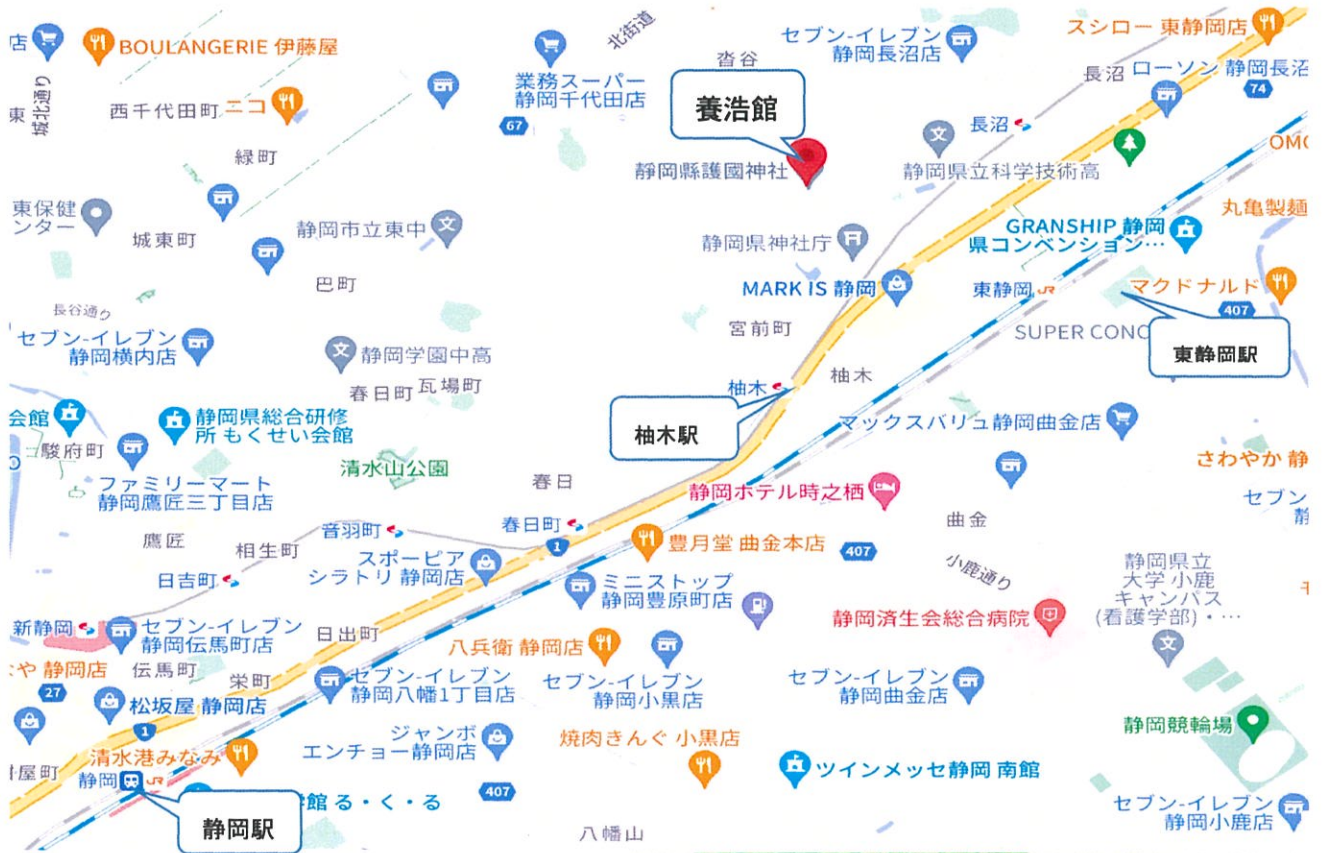 店
BOULANGERIE 伊藤屋
北街道
セブン-イレブン
静岡長沼店
スシロー 東静岡店
沓谷
長沼
ローソン 静岡長沼
74
業務スーパー
静岡千代田店
67
東
城北通り
西千代田町
ニコ
緑町
養浩館
長沼
静岡県立科学技術高
靜岡縣護國神社
東保健
ンター
城東町
静岡市立東中
丸亀製麺
GRANSHIP 静岡
県コンベンション…
静岡県神社庁
巴町
MARK IS 静岡
東静岡 JR
マクドナルド
407
長谷通り
セブン-イレブン
静岡横内店
宮前町
SUPER CONC
東静岡駅
静岡学園中高
春日町
瓦場町
柚木
柚木
柚木駅
会館
静岡県総合研修
所 もくせい会館
マックスバリュ静岡曲金店
駿府町
清水山公園
さわやか 静
ファミリーマート
静岡鷹匠三丁目店
春日
静岡ホテル時之栖
セブン
静
曲金
鷹匠
相生町
音羽町
春日町
1
豊月堂 曲金本店
407
小鹿通り
スポーピア
シラトリ 静岡店
日吉町
ミニストップ
静岡豊原町店
静岡県立
大学 小鹿
キャンパス
(看護学部)・…
新静岡
セブン-イレブン
静岡伝馬町店
日出町
静岡済生会総合病院
八兵衛 静岡店
や 静岡店
伝馬町
栄町
27
セブン-イレブン
静岡八幡1丁目店
セブン-イレブン
静岡小黒店
セブン-イレブン
静岡曲金店
松坂屋 静岡店
1
ジャンボ
エンチョー静岡店
焼肉きんぐ 小黒店
静岡競輪場
清水港みなみ
屋町
静岡 JR
ツインメッセ静岡 南館
館 る・く・る
407
静岡駅
八幡山
セブン-イレブン
静岡小鹿店